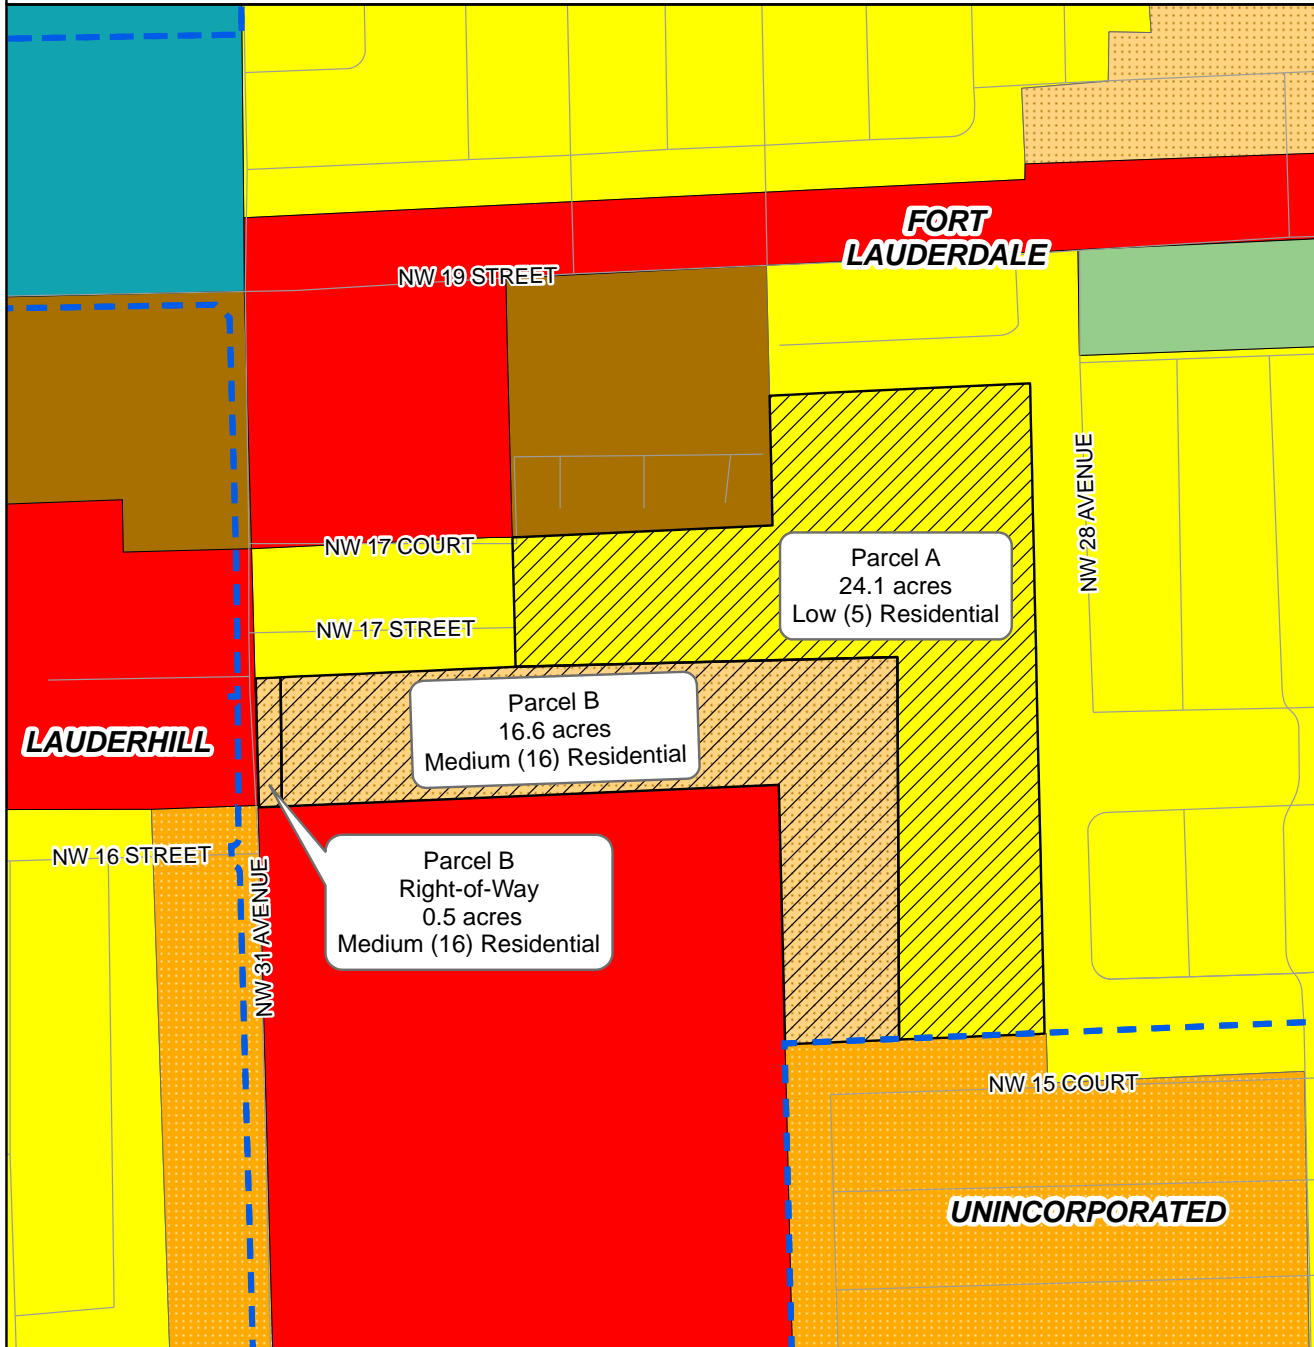 FORT
LAUDERDALE
NW 19 STREET
NW 28 AVENUE
NW 17 COURT
Parcel A
24.1 acres
Low (5) Residential
NW 17 STREET
Parcel B
16.6 acres
Medium (16) Residential
LAUDERHILL
NW 16 STREET
NW 31 AVENUE
Parcel B
Right-of-Way
0.5 acres
Medium (16) Residential
NW 15 COURT
UNINCORPORATED